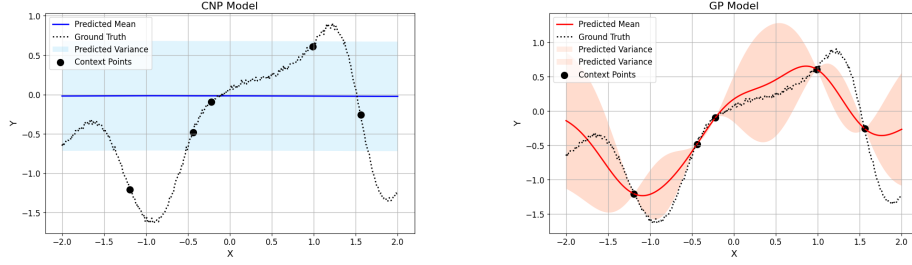 CNP Model
Predicted Mean
Ground Truth
Predicted Variance
Context Points
1.0
0.5
0.0
-0.5
-1.0
-1.5
Y
-2.0 -1.5 -1.0 -0.5 0.0 0.5 1.0 1.5 2.0
X
GP Model
Predicted Mean
Ground Truth
Predicted Variance
Predicted Variance
Context Points
1.0
0.5
0.0
-0.5
-1.0
-1.5
Y
-2.0 -1.5 -1.0 -0.5 0.0 0.5 1.0 1.5 2.0
X